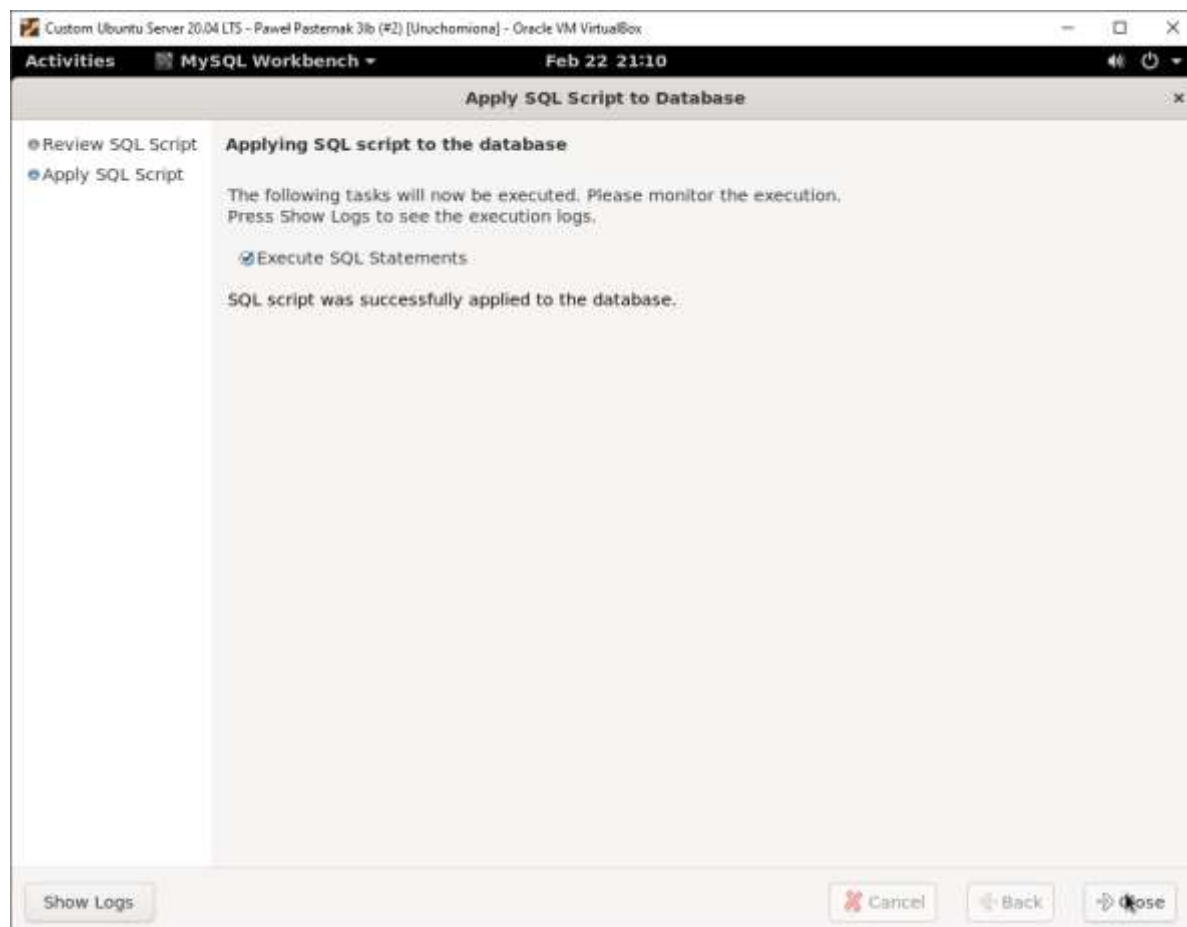 Custom Ubuntu Server 20.04 LTS - Paweł Pasternak 3lb (#2) [Uruchomiona] - Oracle VM VirtualBox
Activities MySQL Workbench Feb 22 21:10
Apply SQL Script to Database
Review SQL Script
Apply SQL Script
Applying SQL script to the database
The following tasks will now be executed. Please monitor the execution.
Press Show Logs to see the execution logs.
Execute SQL Statements
SQL script was successfully applied to the database.
Show Logs Cancel Back Close